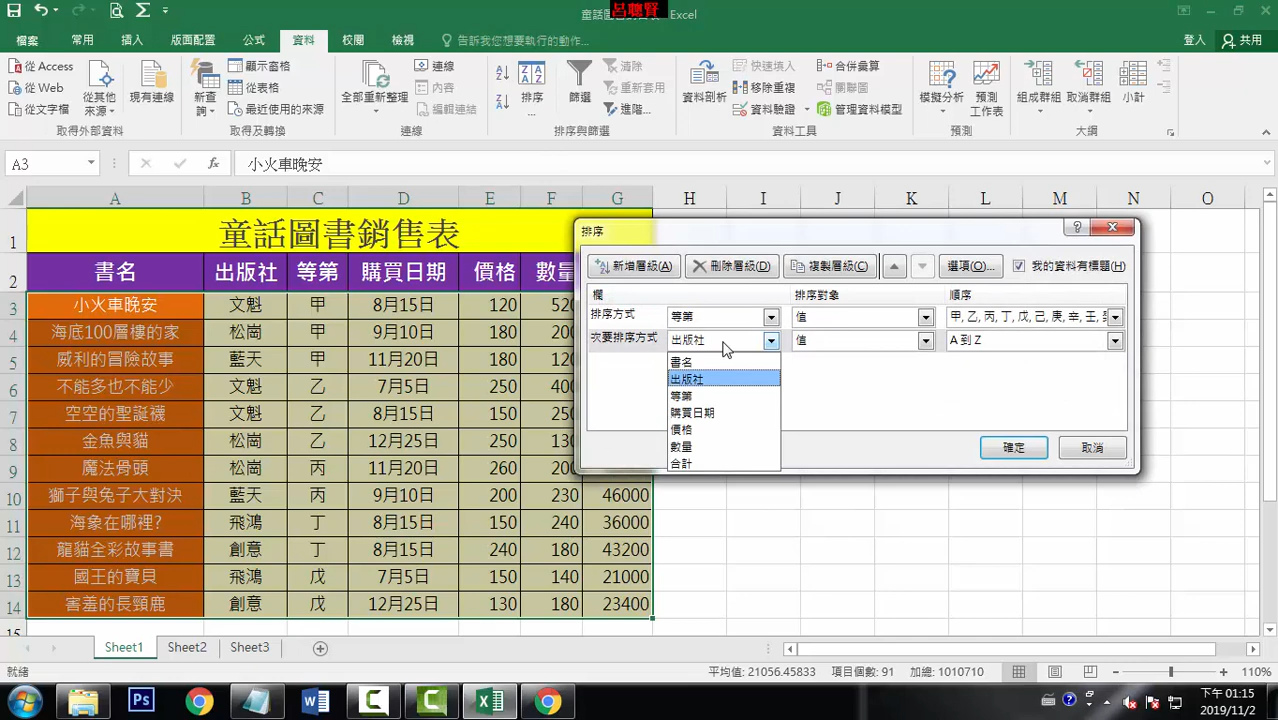 呂聰賢
童話圖書銷售表 - Excel
檔案 常用 插入 版面配置 公式 資料 校閱 檢視 告訴我您想要執行的動作... 登入 共用
從 Access 從 Web 從文字檔 從其他來源 現有連線 取得外部資料
新查詢 顯示窗格 從表格 最近使用的來源 取得及轉換
全部重新整理 連線 內容 編輯連結 連線
排序... 篩選 清除 重新套用 進階... 排序與篩選
資料剖析 快速填入 移除重複 資料驗證 合併彙算 關聯圖 管理資料模型 資料工具
模擬分析 預測工作表 預測
組成群組 取消群組 小計 大綱
A3 fx 小火車晚安
A B C D E F G H I J K L M N O
1 童話圖書銷售表
2 書名 出版社 等第 購買日期 價格 數量
3 小火車晚安 文魁 甲 8月15日 120 520
4 海底100層樓的家 松崗 甲 9月10日 180
5 威利的冒險故事 藍天 甲 11月20日 180
6 不能多也不能少 文魁 乙 7月5日 250
7 空空的聖誕襪 文魁 乙 8月15日 150
8 金魚與貓 松崗 乙 12月25日 130
9 魔法骨頭 松崗 丙 11月20日 260
10 獅子與兔子大對決 藍天 丙 9月10日 200 230 46000
11 海象在哪裡? 飛鴻 丁 8月15日 150 240 36000
12 龍貓全彩故事書 創意 丁 8月15日 240 180 43200
13 國王的寶貝 飛鴻 戊 7月5日 150 140 21000
14 害羞的長頸鹿 創意 戊 12月25日 130 180 23400
15
排序 ?
新增層級(A) 刪除層級(D) 複製層級(C) 選項(O)... 我的資料有標題(H)
欄 排序對象 順序
排序方式 等第 值 甲, 乙, 丙, 丁, 戊, 己, 庚, 辛, 壬,
次要排序方式 出版社 值 A 到 Z
書名
出版社
等第
購買日期
價格
數量
合計
確定 取消
Sheet1 Sheet2 Sheet3
就緒 平均值: 21056.45833 項目個數: 91 加總: 1010710 110%
下午 01:15
2019/11/2